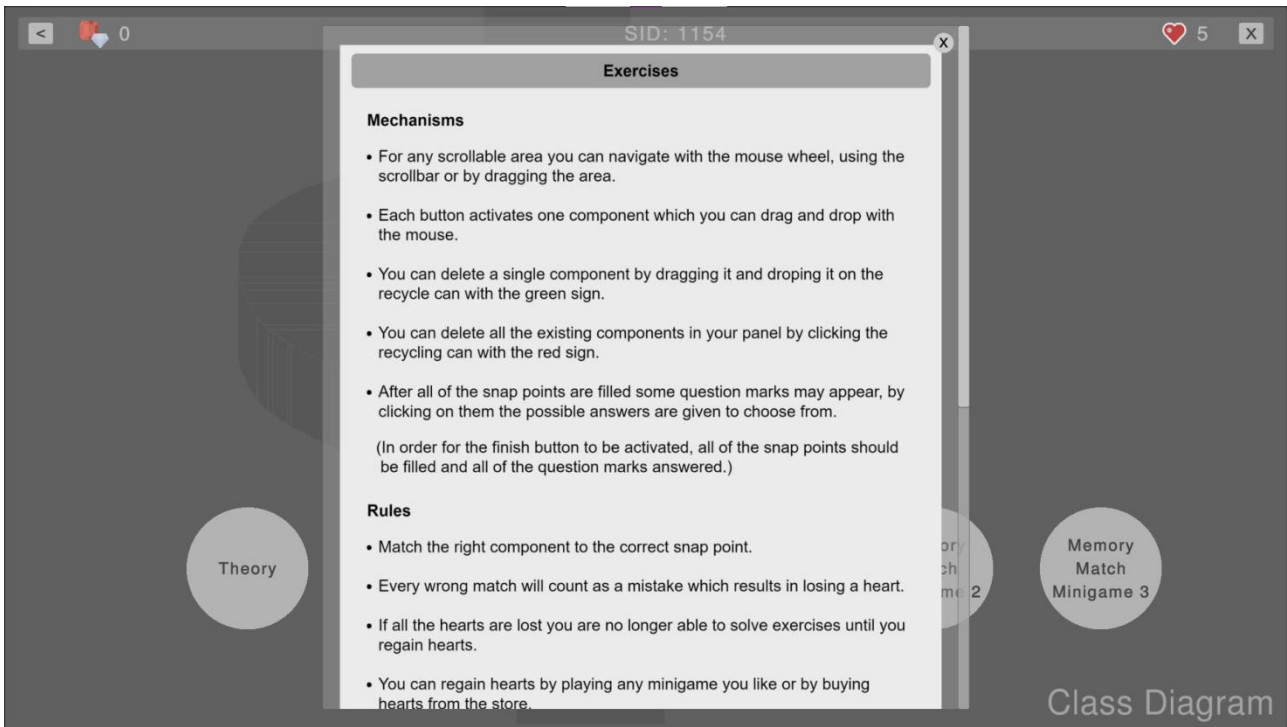 <
0
SID: 1154
5
X
X
Exercises
Mechanisms
• For any scrollable area you can navigate with the mouse wheel, using the
scrollbar or by dragging the area.
• Each button activates one component which you can drag and drop with
the mouse.
• You can delete a single component by dragging it and droping it on the
recycle can with the green sign.
• You can delete all the existing components in your panel by clicking the
recycling can with the red sign.
• After all of the snap points are filled some question marks may appear, by
clicking on them the possible answers are given to choose from.
(In order for the finish button to be activated, all of the snap points should
be filled and all of the question marks answered.)
Rules
• Match the right component to the correct snap point.
• Every wrong match will count as a mistake which results in losing a heart.
• If all the hearts are lost you are no longer able to solve exercises until you
regain hearts.
• You can regain hearts by playing any minigame you like or by buying
hearts from the store.
Theory
ory
ch
me 2
Memory
Match
Minigame 3
Class Diagram